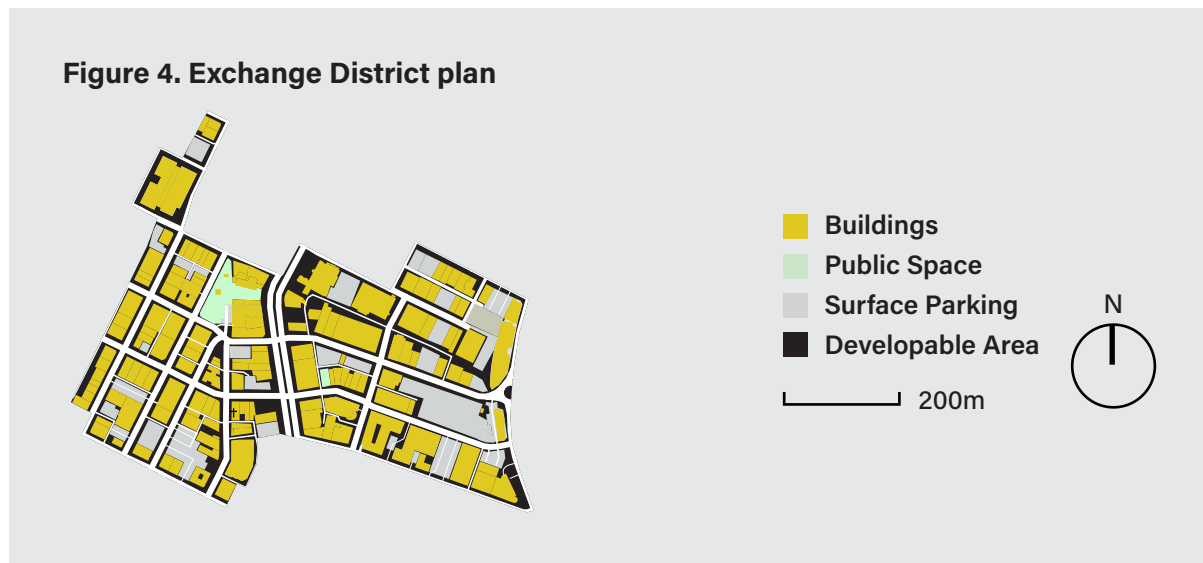 Figure 4. Exchange District plan
Buildings
Public Space
Surface Parking
Developable Area
200m
N